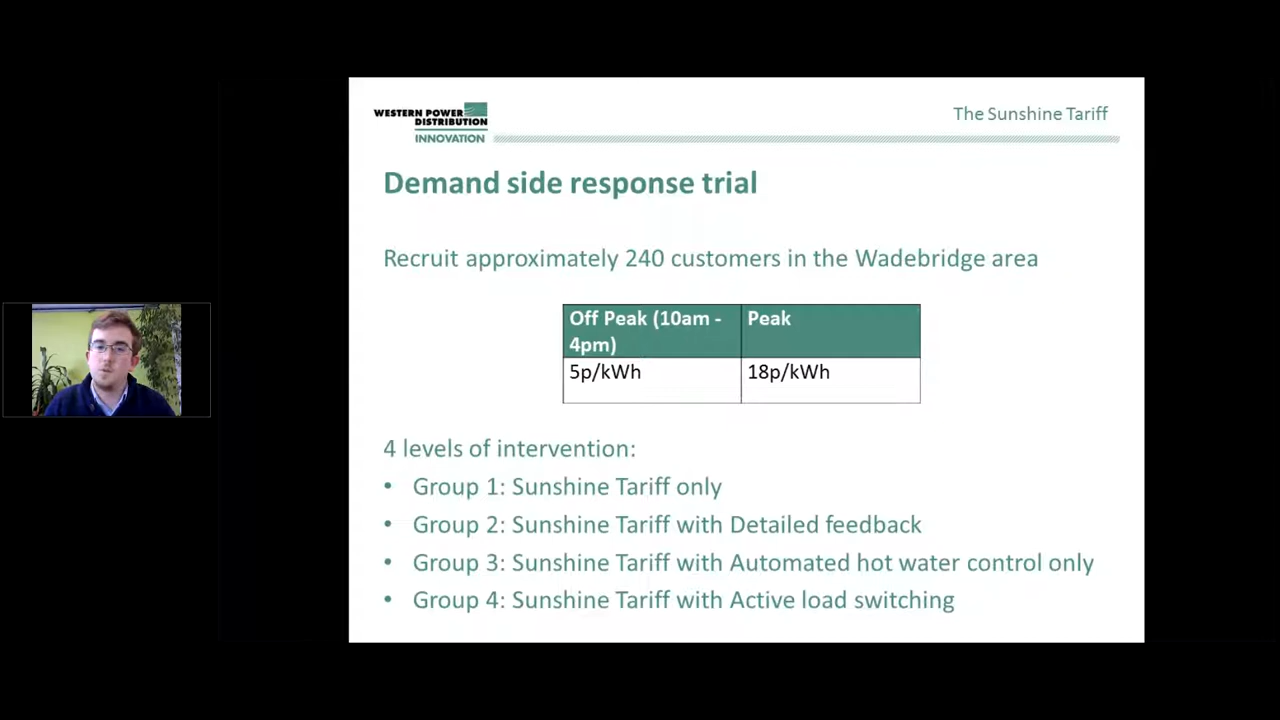 WESTERN POWER
DISTRIBUTION
INNOVATION
The Sunshine Tariff
Demand side response trial
Recruit approximately 240 customers in the Wadebridge area
Off Peak (10am -
4pm)
Peak
5p/kWh
18p/kWh
4 levels of intervention:
• Group 1: Sunshine Tariff only
• Group 2: Sunshine Tariff with Detailed feedback
• Group 3: Sunshine Tariff with Automated hot water control only
• Group 4: Sunshine Tariff with Active load switching